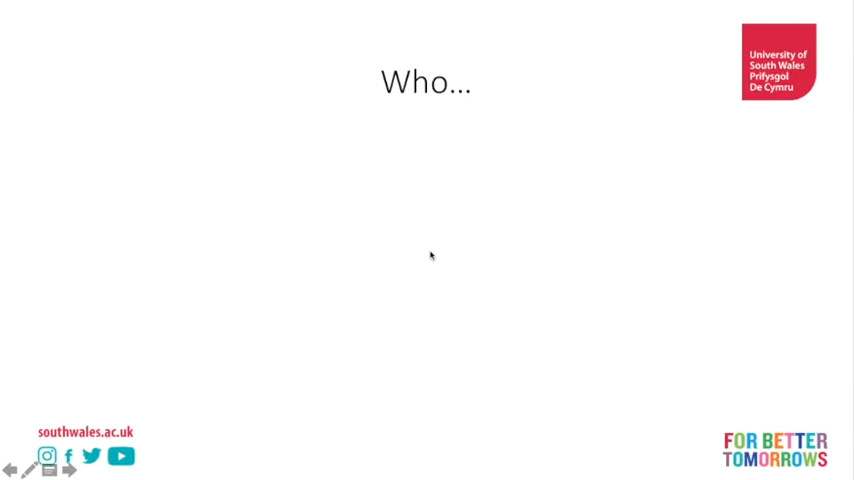 Who...
University of
South Wales
Prifysgol
De Cymru
southwales.ac.uk
FOR BETTER
TOMORROWS